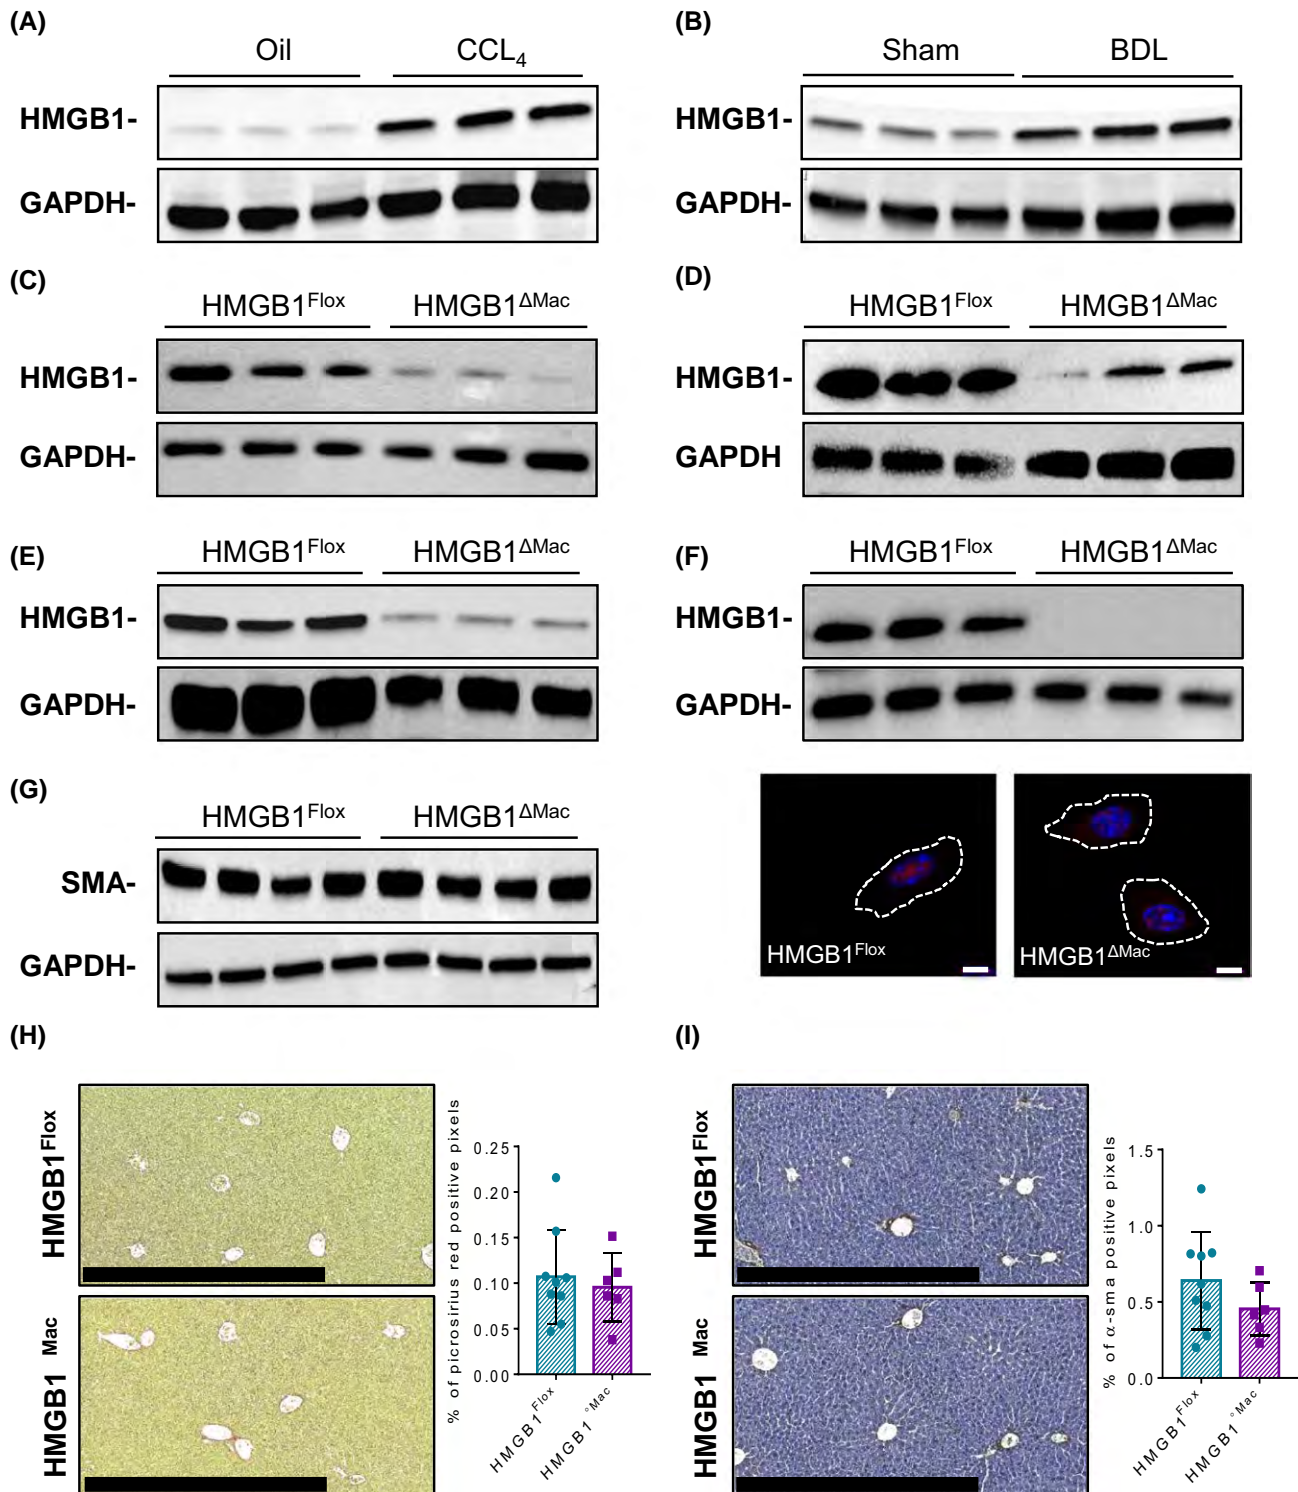 (A)
Oil CCL4
HMGB1-
GAPDH-
(B)
Sham BDL
HMGB1-
GAPDH-
(C)
HMGB1Flox HMGB1ΔMac
HMGB1-
GAPDH-
(D)
HMGB1Flox HMGB1ΔMac
HMGB1-
GAPDH
(E)
HMGB1Flox HMGB1ΔMac
HMGB1-
GAPDH-
(F)
HMGB1Flox HMGB1ΔMac
HMGB1-
GAPDH-
HMGB1Flox
HMGB1ΔMac
(G)
HMGB1Flox HMGB1ΔMac
SMA-
GAPDH-
(H)
HMGB1Flox
HMGB1 Mac
% of picrosirius red positive pixels
0.25
0.20
0.15
0.10
0.05
0.00
HMGB1Flox
HMGB1°Mac
(I)
HMGB1Flox
HMGB1 Mac
% of α-sma positive pixels
1.5
1.0
0.5
0.0
HMGB1Flox
HMGB1°Mac